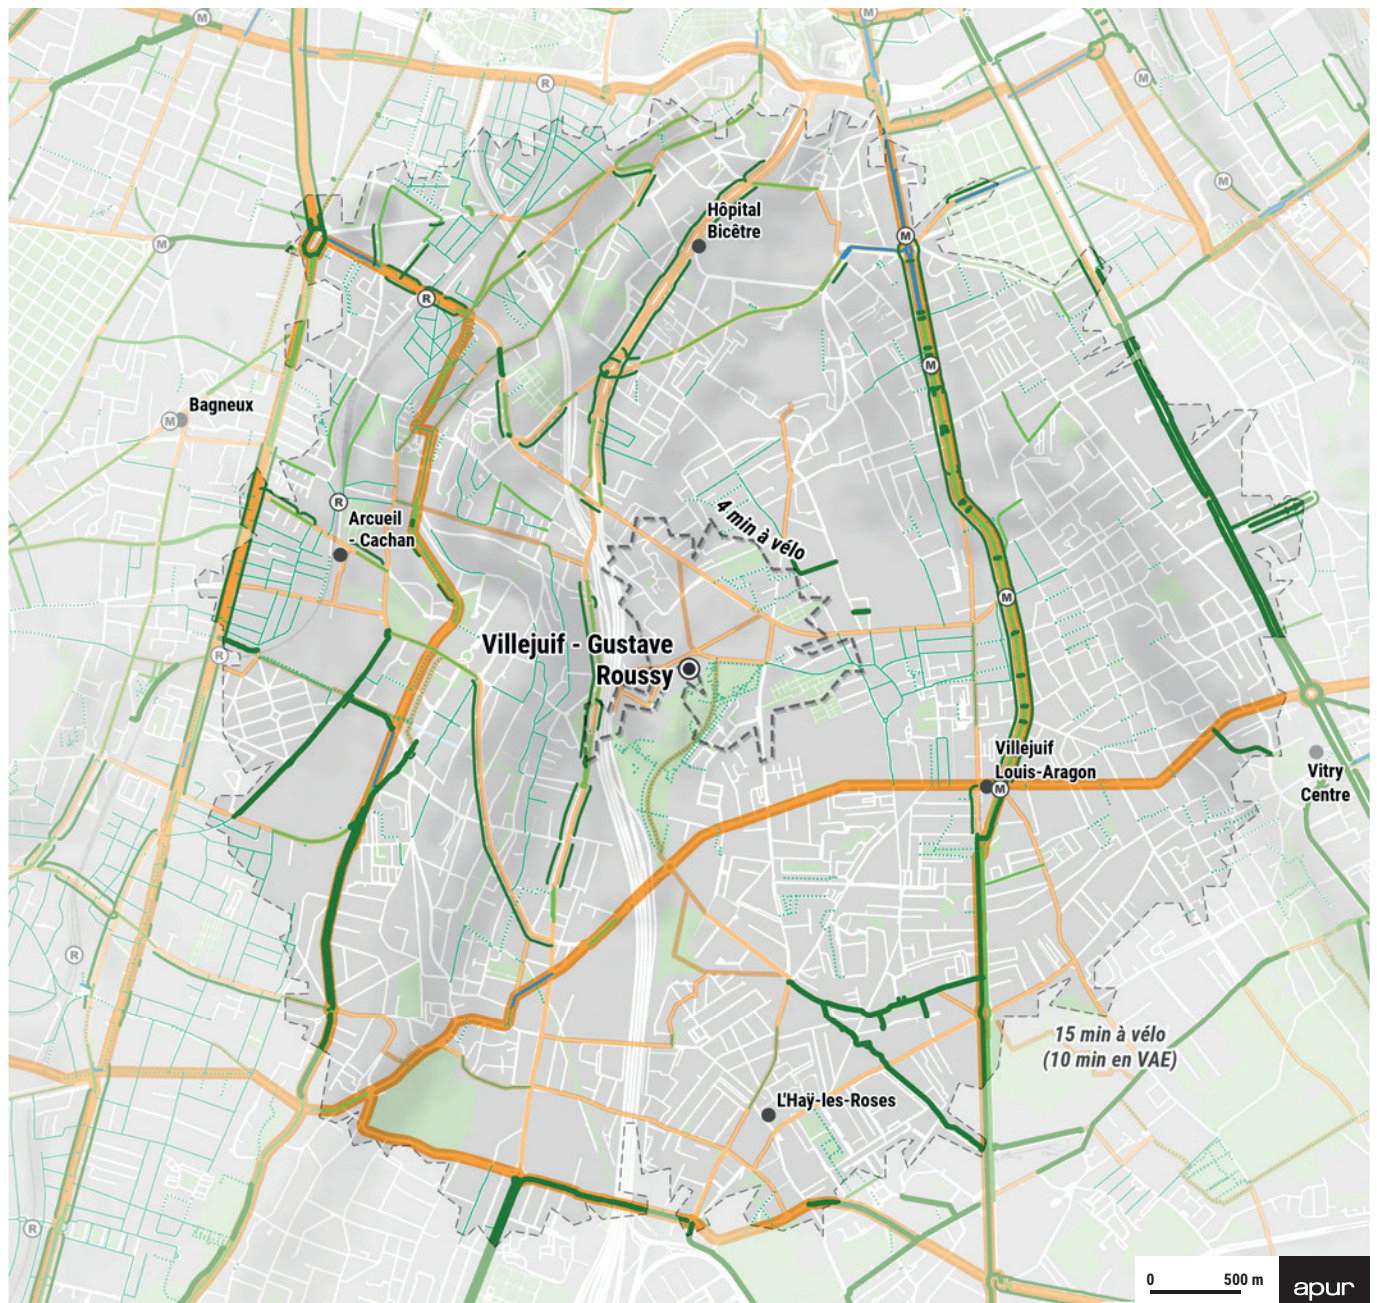 M
M
R
M
M
M
Hôpital
Bicêtre
M
M
R
M
Bagneux
M
R
Arcueil
- Cachan
4 min à vélo
M
Villejuif - Gustave
Roussy
R
Villejuif
Louis-Aragon
M
Vitry
Centre
R
15 min à vélo
(10 min en VAE)
L'Haÿ-les-Roses
R
0 500 m
apur